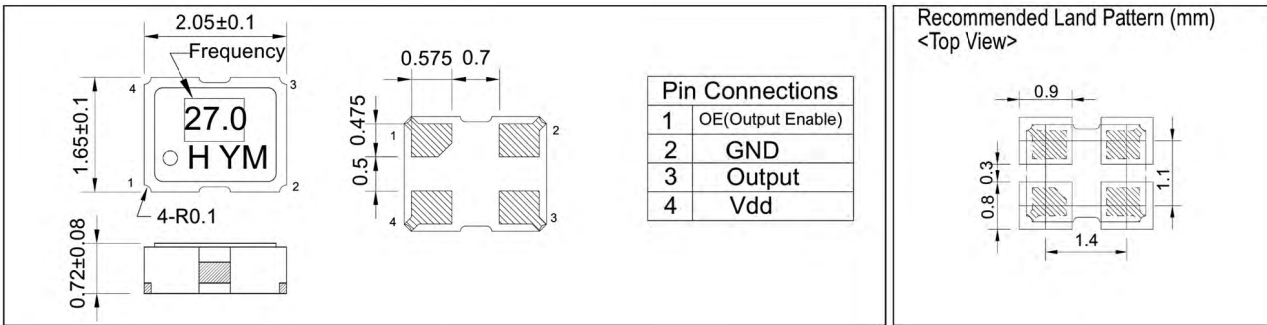 2.05±0.1
Frequency
4
3
27.0
H YM
1.65±0.1
1
2
4-R0.1
0.72±0.08
0.575
0.7
0.475
0.5
1
2
4
3
Pin Connections
1 OE(Output Enable)
2 GND
3 Output
4 Vdd
Recommended Land Pattern (mm)
<Top View>
0.9
0.3
0.8
1.1
1.4